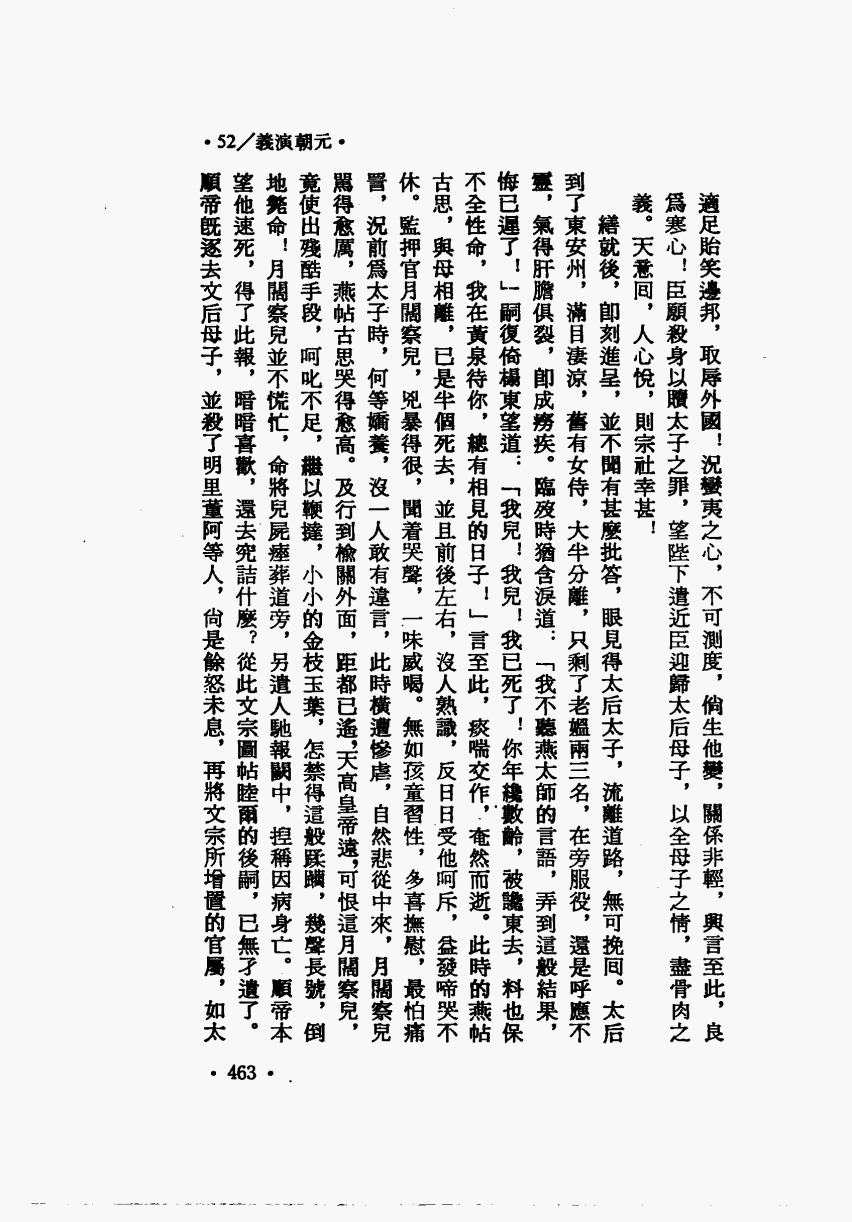 •52／義演朝元•
適足貽笑邊邦，取辱外國！況蠻夷之心，不可測度，倘生他變，關係非輕，興言至此，良
爲寒心！臣願殺身以贖太子之罪，望陛下遣近臣迎歸太后母子，以全母子之情，盡骨肉之
義。天意回，人心悅，則宗社幸甚！
繕就後，卽刻進呈，並不聞有甚麼批答，眼見得太后太子，流離道路，無可挽回。太后
到了東安州，滿目淒涼，舊有女侍，大半分離，只剩了老嫗兩三名，在旁服役，還是呼應不
靈，氣得肝膽俱裂，卽成癆疾。臨歿時猶含淚道：「我不聽燕太師的言語，弄到這般結果，
悔已遲了！」嗣復倚榻東望道：「我兒！我兒！我已死了！你年纔數齡，被讒東去，料也保
不全性命，我在黃泉待你，總有相見的日子！」言至此，痰喘交作，奄然而逝。此時的燕帖
古思，與母相離，已是半個死去，並且前後左右，沒人熟識，反日日受他呵斥，益發啼哭不
休。監押官月闊察兒，兇暴得很，聞着哭聲，一味威喝。無如孩童習性，多喜撫慰，最怕痛
詈，況前爲太子時，何等嬌養，沒一人敢有違言，此時橫遭慘虐，自然悲從中來，月闊察兒
罵得愈厲，燕帖古思哭得愈高。及行到榆關外面，距都已遙，天高皇帝遠，可恨這月闊察兒，
竟使出殘酷手段，呵叱不足，繼以鞭撻，小小的金枝玉葉，怎禁得這般蹂躪，幾聲長號，倒
地斃命！月闊察兒並不慌忙，命將兒屍瘞葬道旁，另遣人馳報闕中，捏稱因病身亡。順帝本
望他速死，得了此報，暗暗喜歡，還去究詰什麼？從此文宗圖帖睦爾的後嗣，已無孑遺了。
順帝旣逐去文后母子，並殺了明里董阿等人，尙是餘怒未息，再將文宗所增置的官屬，如太
•463•